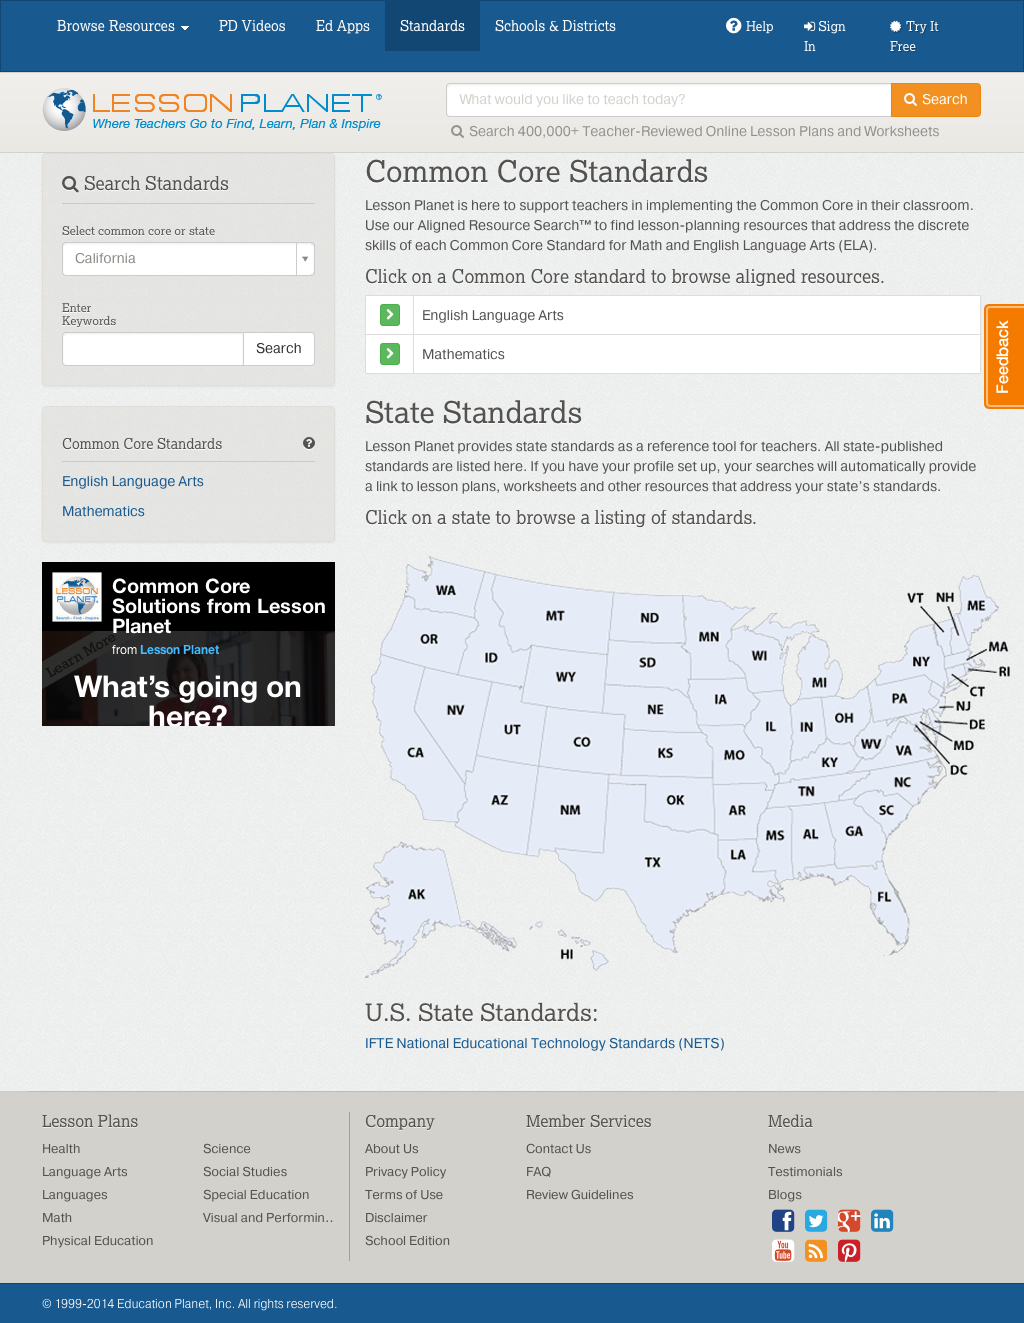 Browse Resources
PD Videos
Ed Apps
Standards
Schools & Districts
Help
Sign In
Try It Free
LESSON PLANET®
Where Teachers Go to Find, Learn, Plan & Inspire
What would you like to teach today?
Search
Search 400,000+ Teacher-Reviewed Online Lesson Plans and Worksheets
Search Standards
Select common core or state
California
Enter
Keywords
Search
Common Core Standards
English Language Arts
Mathematics
LESSON
PLANET
Common Core
Solutions from Lesson
Planet
from Lesson Planet
Learn More
What's going on
here?
Common Core Standards
Lesson Planet is here to support teachers in implementing the Common Core in their classroom.
Use our Aligned Resource Search™ to find lesson-planning resources that address the discrete
skills of each Common Core Standard for Math and English Language Arts (ELA).
Click on a Common Core standard to browse aligned resources.
English Language Arts
Mathematics
Feedback
State Standards
Lesson Planet provides state standards as a reference tool for teachers. All state-published
standards are listed here. If you have your profile set up, your searches will automatically provide
a link to lesson plans, worksheets and other resources that address your state's standards.
Click on a state to browse a listing of standards.
WA
MT
ND
MN
VT
NH
ME
OR
ID
SD
WI
MA
WY
MI
NY
RI
NV
NE
IA
PA
CT
UT
CO
IL
IN
OH
NJ
DE
CA
KS
MO
WV
VA
MD
KY
DC
AZ
NM
OK
AR
TN
NC
SC
MS
AL
GA
TX
LA
AK
FL
HI
U.S. State Standards:
IFTE National Educational Technology Standards (NETS)
Lesson Plans
Health
Language Arts
Languages
Math
Physical Education
Science
Social Studies
Special Education
Visual and Performin..
Company
About Us
Privacy Policy
Terms of Use
Disclaimer
School Edition
Member Services
Contact Us
FAQ
Review Guidelines
Media
News
Testimonials
Blogs
You
Tube
© 1999-2014 Education Planet, Inc. All rights reserved.